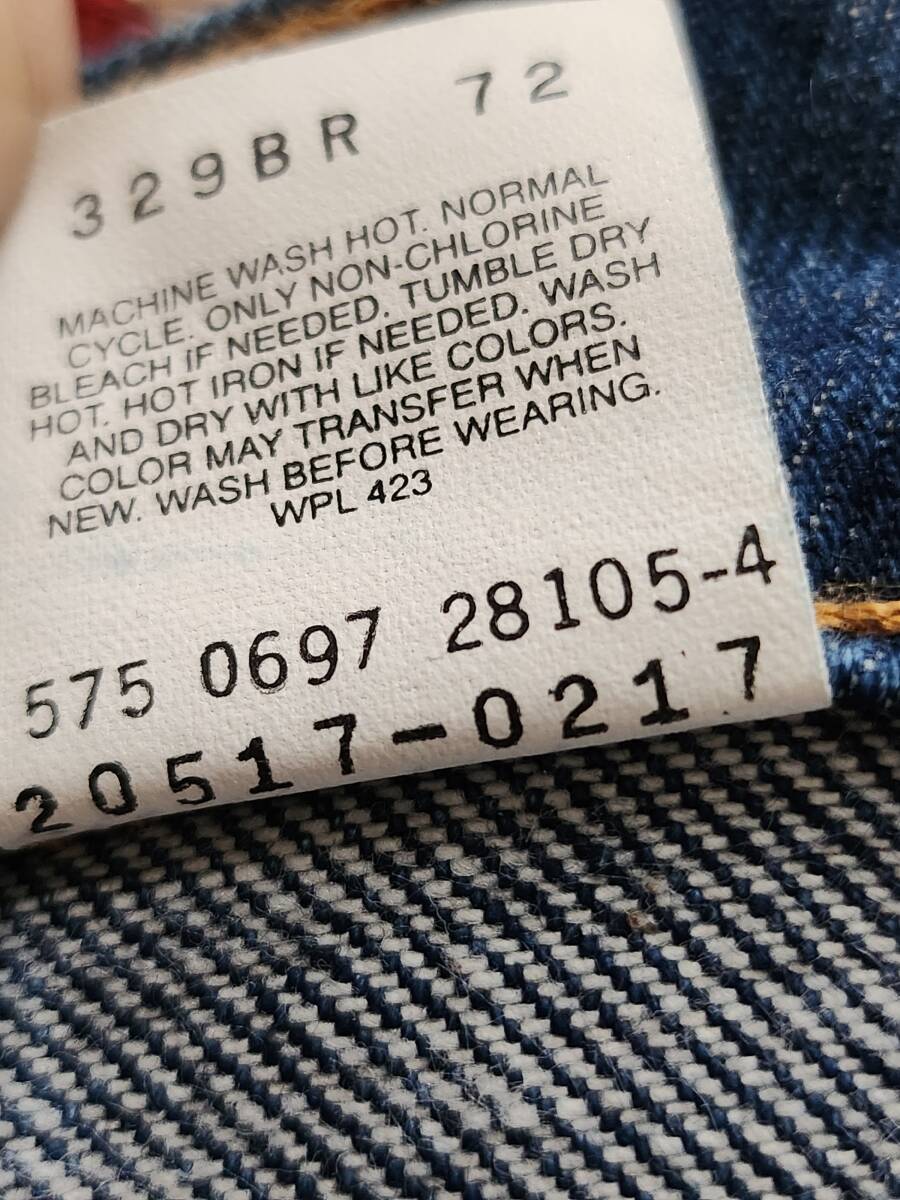 329BR 72
MACHINE WASH HOT. NORMAL
CYCLE. ONLY NON-CHLORINE
BLEACH IF NEEDED. TUMBLE DRY
HOT. HOT IRON IF NEEDED. WASH
AND DRY WITH LIKE COLORS.
COLOR MAY TRANSFER WHEN
NEW. WASH BEFORE WEARING.
WPL 423
575 0697 28105-4
20517-0217